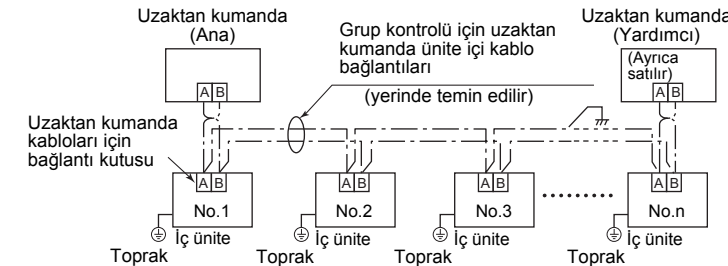 Uzaktan kumanda
(Ana)
Grup kontrolü için uzaktan
kumanda ünite içi kablo
bağlantıları
(yerinde temin edilir)
Uzaktan kumanda
(Yardımcı)
(Ayrıca
satılır)
A B
A B
Uzaktan kumanda
kabloları için
bağlantı kutusu
A B
A B
A B
A B
No.1
No.2
No.3
No.n
İç ünite
İç ünite
İç ünite
İç ünite
Toprak
Toprak
Toprak
Toprak